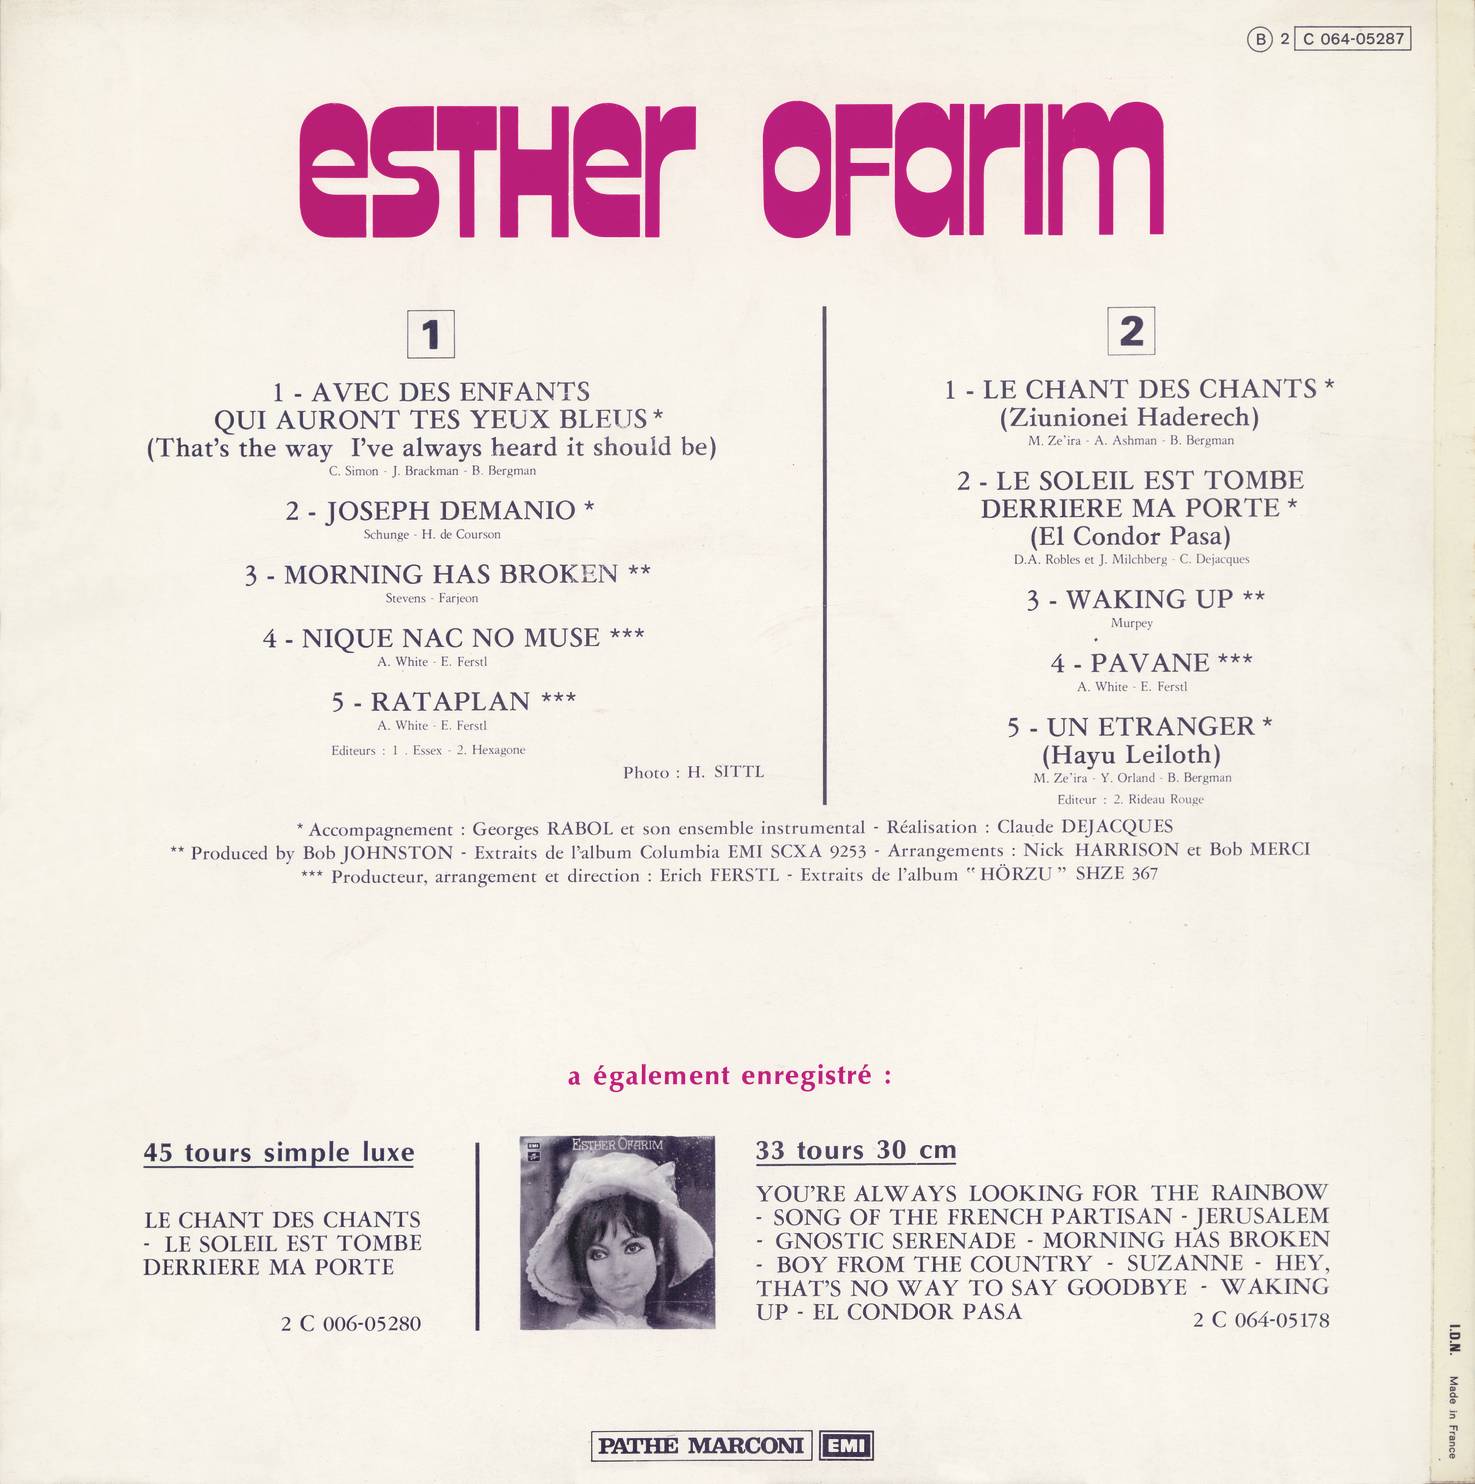 B 2 C 064-05287
ESTHER OFARIM
1
1 - AVEC DES ENFANTS
QUI AURONT TES YEUX BLEUS *
(That's the way I've always heard it should be)
C. Simon - J. Brackman - B. Bergman
2 - JOSEPH DEMANIO *
Schunge - H. de Courson
3 - MORNING HAS BROKEN **
Stevens - Farjeon
4 - NIQUE NAC NO MUSE ***
A. White - E. Ferstl
5 - RATAPLAN ***
A. White - E. Ferstl
Editeurs : 1 . Essex - 2. Hexagone
Photo : H. SITTL
2
1 - LE CHANT DES CHANTS *
(Ziunionei Haderech)
M. Ze'ira - A. Ashman - B. Bergman
2 - LE SOLEIL EST TOMBE
DERRIERE MA PORTE *
(El Condor Pasa)
D.A. Robles et J. Milchberg - C. Dejacques
3 - WAKING UP **
Murpey
4 - PAVANE ***
A. White - E. Ferstl
5 - UN ETRANGER *
(Hayu Leiloth)
M. Ze'ira - Y. Orland - B. Bergman
Editeur : 2. Rideau Rouge
* Accompagnement : Georges RABOL et son ensemble instrumental - Réalisation : Claude DEJACQUES
** Produced by Bob JOHNSTON - Extraits de l'album Columbia EMI SCXA 9253 - Arrangements : Nick HARRISON et Bob MERCI
*** Producteur, arrangement et direction : Erich FERSTL - Extraits de l'album " HÖRZU " SHZE 367
a également enregistré :
45 tours simple luxe
LE CHANT DES CHANTS
- LE SOLEIL EST TOMBE
DERRIERE MA PORTE
2 C 006-05280
EMI
ESTHER OFARIM
33 tours 30 cm
YOU'RE ALWAYS LOOKING FOR THE RAINBOW
- SONG OF THE FRENCH PARTISAN - JERUSALEM
- GNOSTIC SERENADE - MORNING HAS BROKEN
- BOY FROM THE COUNTRY - SUZANNE - HEY,
THAT'S NO WAY TO SAY GOODBYE - WAKING
UP - EL CONDOR PASA
2 C 064-05178
PATHE MARCONI EMI
I.D.N. Made in France